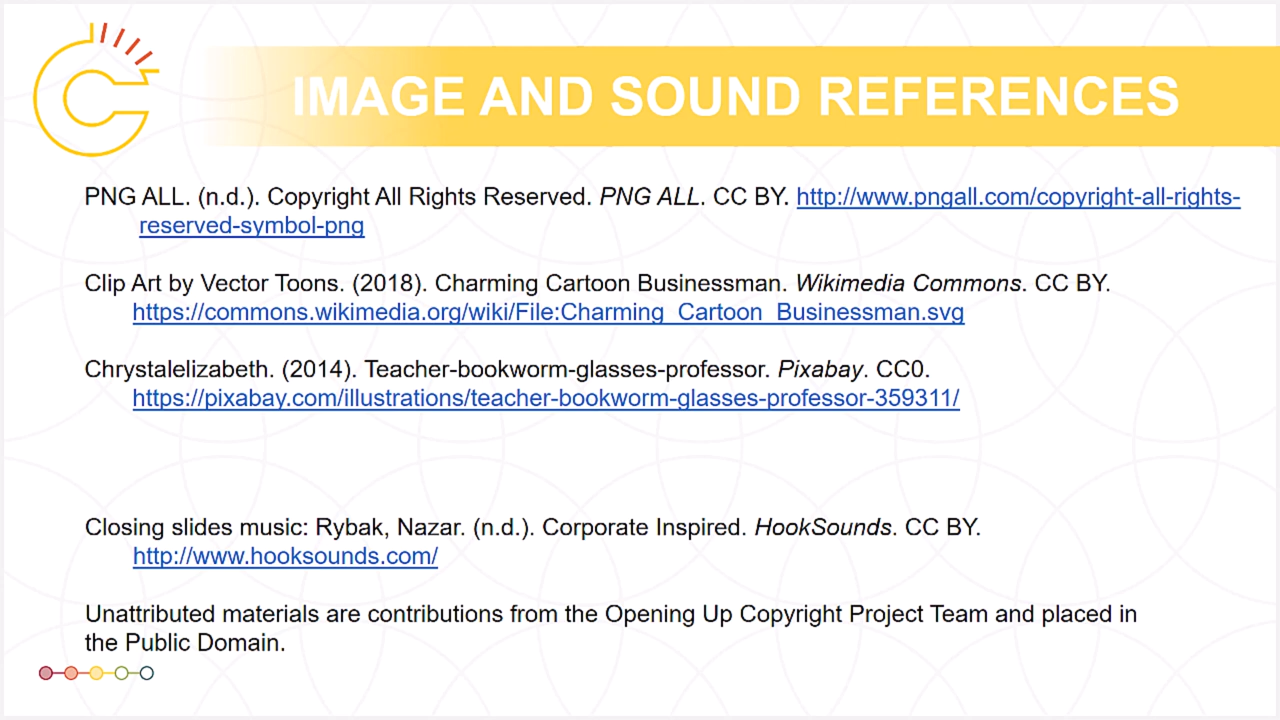 IMAGE AND SOUND REFERENCES
PNG ALL. (n.d.). Copyright All Rights Reserved. PNG ALL. CC BY. http://www.pngall.com/copyright-all-rights-
reserved-symbol-png
Clip Art by Vector Toons. (2018). Charming Cartoon Businessman. Wikimedia Commons. CC BY.
https://commons.wikimedia.org/wiki/File:Charming_Cartoon_Businessman.svg
Chrystalelizabeth. (2014). Teacher-bookworm-glasses-professor. Pixabay. CC0.
https://pixabay.com/illustrations/teacher-bookworm-glasses-professor-359311/
Closing slides music: Rybak, Nazar. (n.d.). Corporate Inspired. HookSounds. CC BY.
http://www.hooksounds.com/
Unattributed materials are contributions from the Opening Up Copyright Project Team and placed in
the Public Domain.